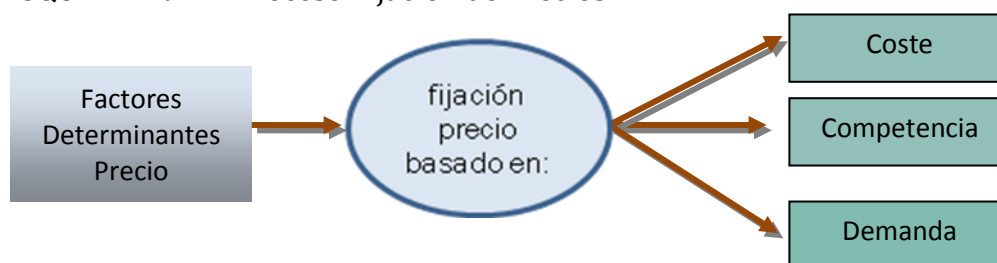 Factores
Determinantes
Precio
fijación
precio
basado en:
Coste
Competencia
Demanda